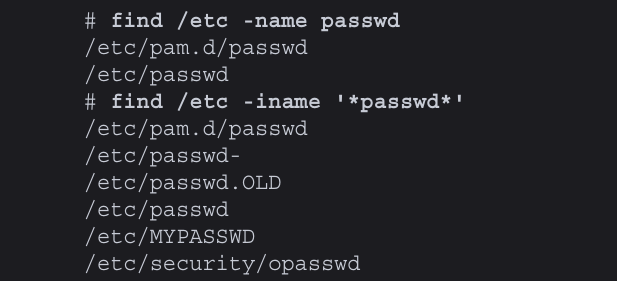 # find /etc -name passwd
/etc/pam.d/passwd
/etc/passwd
# find /etc -iname '*passwd*'
/etc/pam.d/passwd
/etc/passwd-
/etc/passwd.OLD
/etc/passwd
/etc/MYPASSWD
/etc/security/opasswd